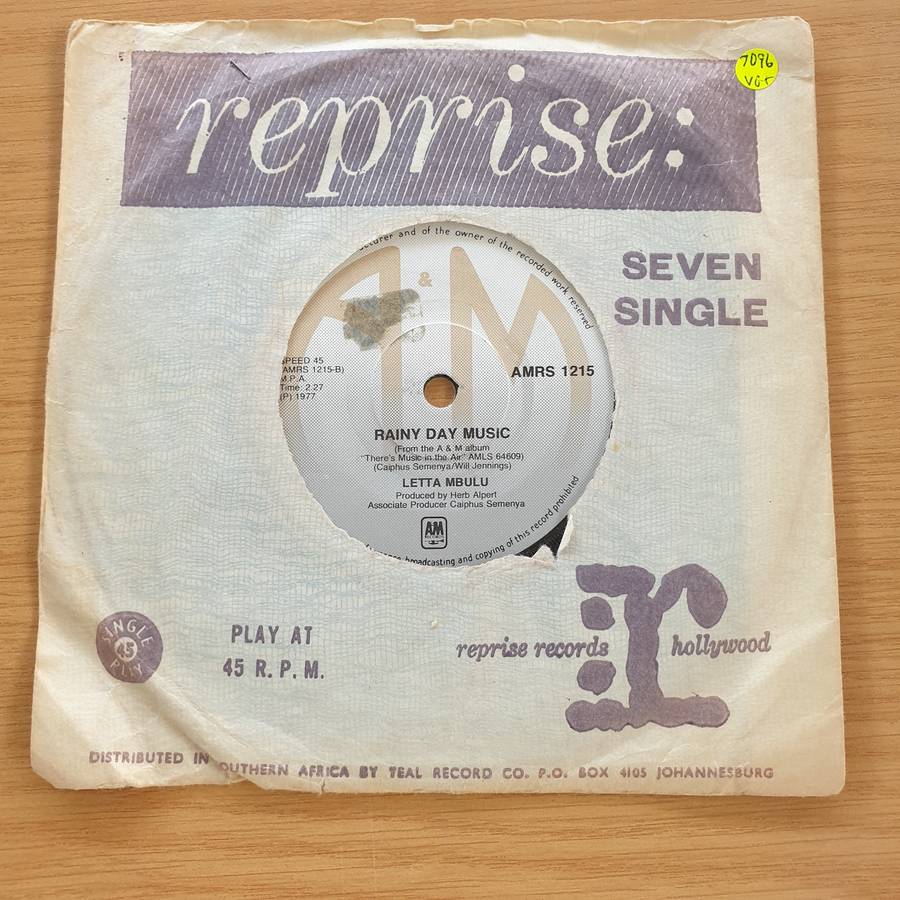 7096
VG+
reprise:
SEVEN
SINGLE
and of the owner of the recorded work reserved
A & M
SPEED 45
(AMRS 1215-B)
M.P.A.
Time: 2.27
(P) 1977
AMRS 1215
RAINY DAY MUSIC
(From the A & M album
"There's Music in the Air" AMLS 64609)
(Caiphus Semenya/Will Jennings)
LETTA MBULU
Produced by Herb Alpert
Associate Producer Caiphus Semenya
A&M
RECORDS
broadcasting and copying of this record prohibited
SINGLE
45
PLAY
PLAY AT
45 R.P.M.
reprise records r: hollywood
DISTRIBUTED IN OUTHERN AFRICA BY TEAL RECORD CO. P.O. BOX 4105 JOHANNESBURG